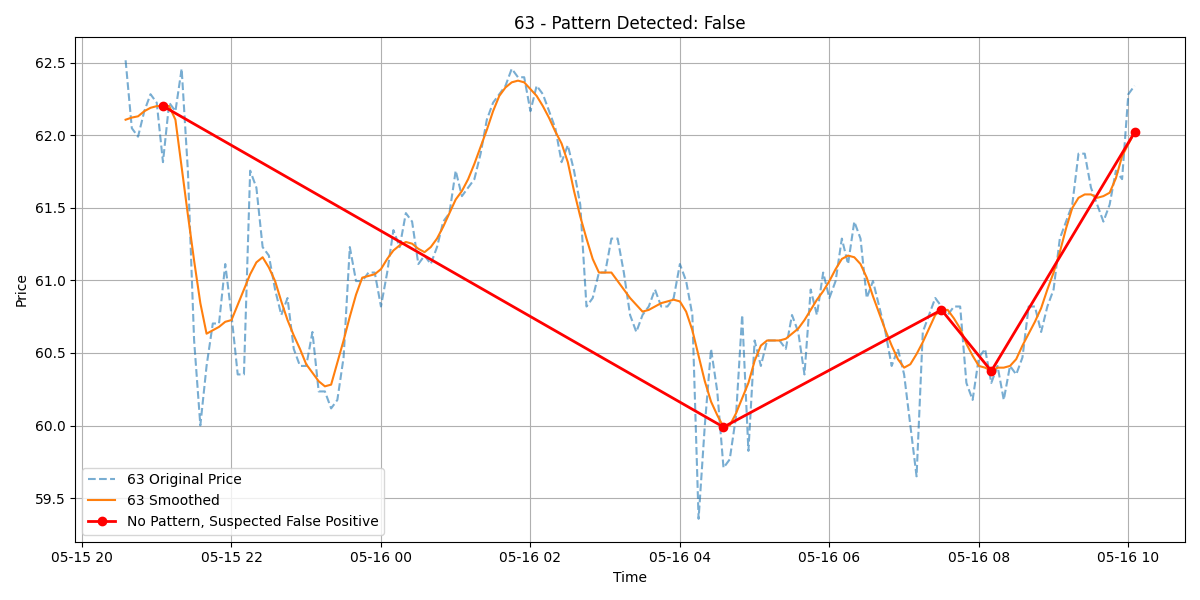 63 - Pattern Detected: False
Price
62.5
62.0
61.5
61.0
60.5
60.0
59.5
63 Original Price
63 Smoothed
No Pattern, Suspected False Positive
05-15 20
05-15 22
05-16 00
05-16 02
05-16 04
05-16 06
05-16 08
05-16 10
Time